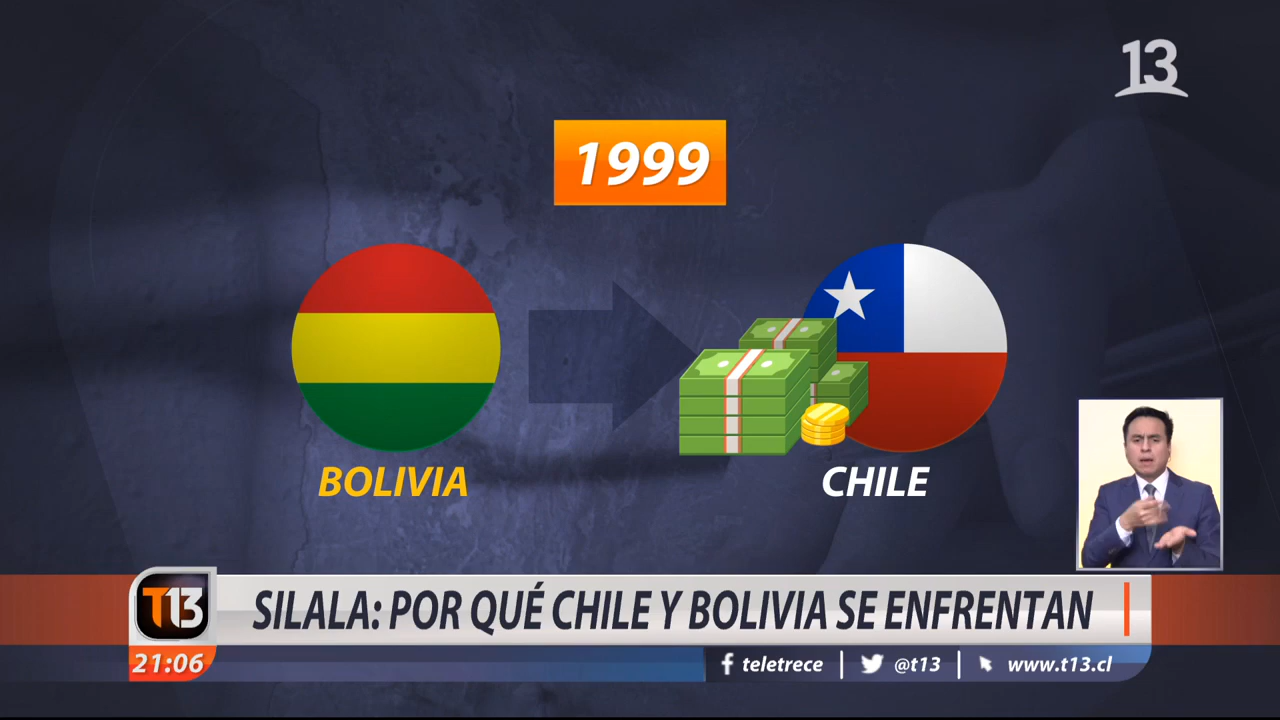 13
1999
BOLIVIA
CHILE
SILALA: POR QUÉ CHILE Y BOLIVIA SE ENFRENTAN
T13
21:06
teletrece
@t13
www.t13.cl